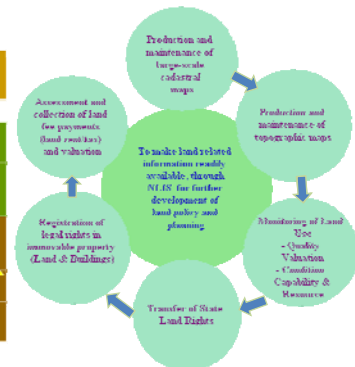 Production and
maintenance of
large-scale
cadastral
maps
Production and
maintenance of
topographic maps
Monitoring of Land
Use
- Quality
Valuation
- Condition
Capability &
Resource
Transfer of State
Land Rights
Registration of
legal rights in
immovable property
(Land & Buildings)
Assessment and
collection of land
fee payments
(land rent/tax)
and valuation
To make land related
information readily
available, through
NLIS for further
development of
land policy and
planning